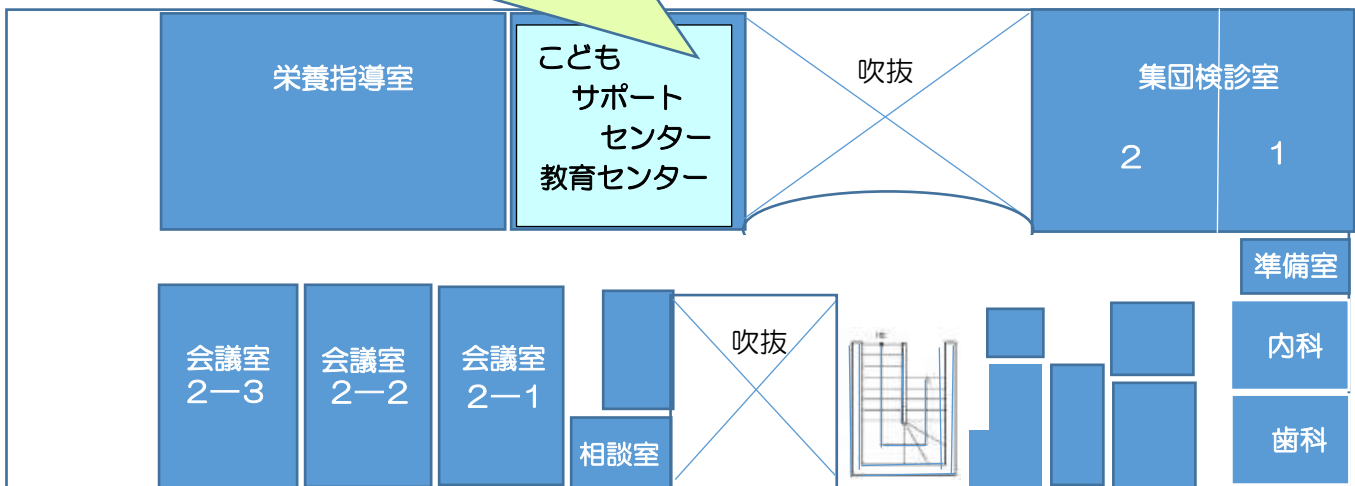 栄養指導室
こども
サポート
センター
教育センター
吹抜
集団検診室
2
1
準備室
会議室
2ー3
会議室
2ー2
会議室
2ー1
相談室
吹抜
内科
歯科